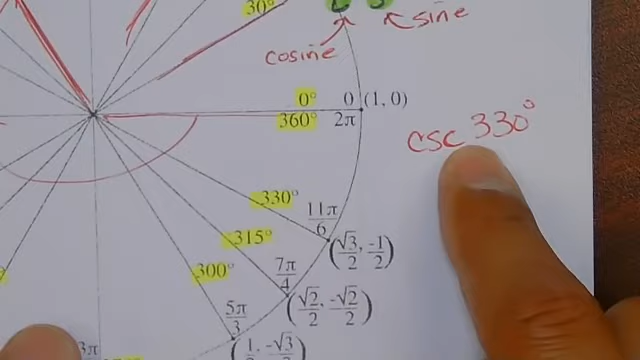 30°
sine
cosine
0° 0 (1, 0)
360° 2π
csc 330°
330° 11π/6 (√3/2, -1/2)
315° 7π/4 (√2/2, -√2/2)
300° 5π/3